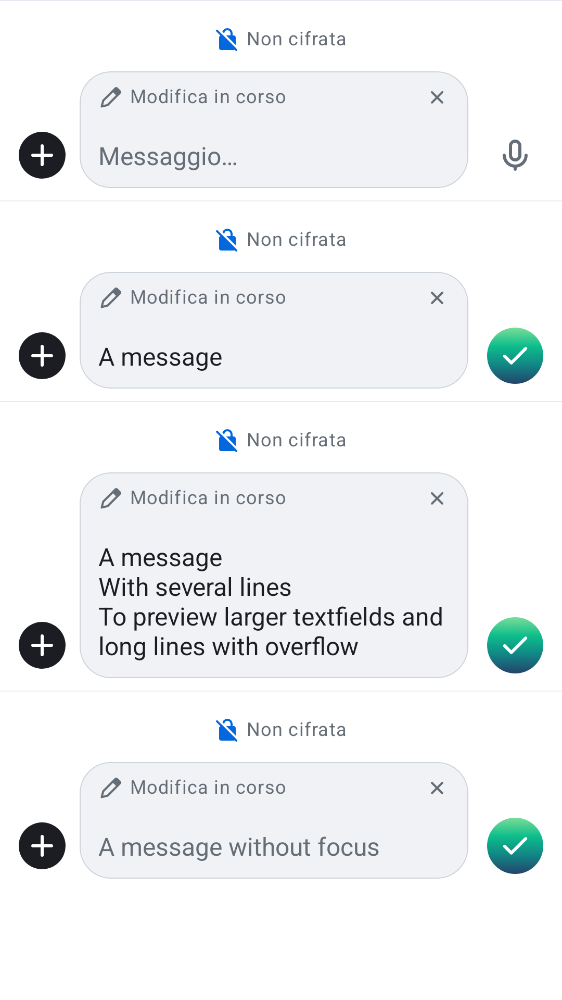 Non cifrata
Modifica in corso
Messaggio…
Non cifrata
Modifica in corso
A message
Non cifrata
Modifica in corso
A message
With several lines
To preview larger textfields and
long lines with overflow
Non cifrata
Modifica in corso
A message without focus